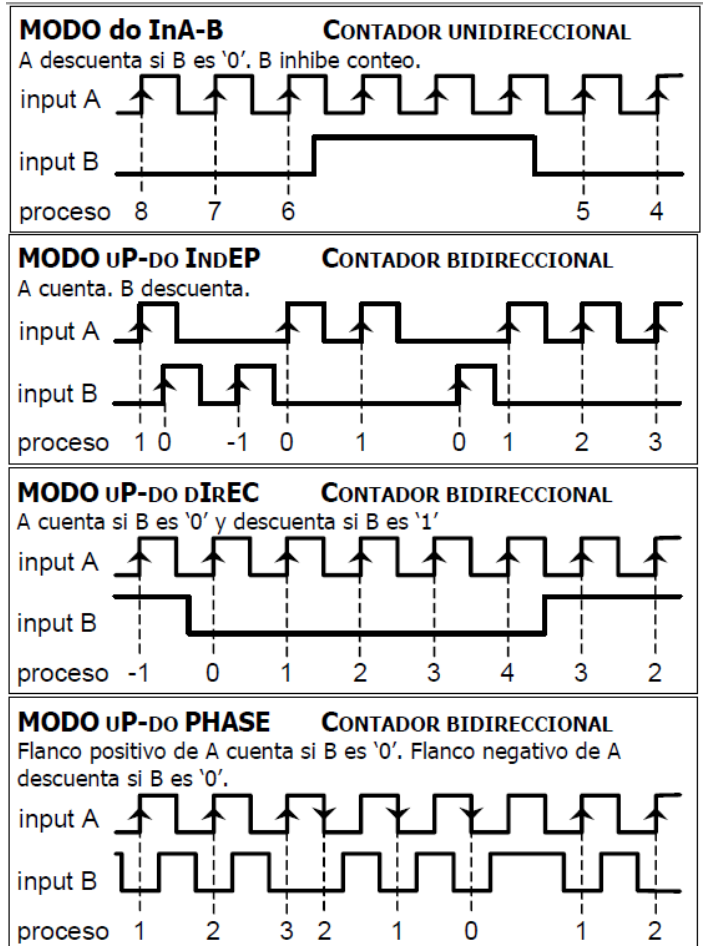 MODO do InA-B CONTADOR UNIDIRECCIONAL
A descuenta si B es ‘0’. B inhibe conteo.
input A
input B
proceso 8 7 6 5 4
MODO uP-DO INDEP CONTADOR BIDIRECCIONAL
A cuenta. B descuenta.
input A
input B
proceso 1 0 -1 0 1 0 1 2 3
MODO uP-DO dIREC CONTADOR BIDIRECCIONAL
A cuenta si B es ‘0’ y descuenta si B es ‘1’
input A
input B
proceso -1 0 1 2 3 4 3 2
MODO uP-DO PHASE CONTADOR BIDIRECCIONAL
Flanco positivo de A cuenta si B es ‘0’. Flanco negativo de A
descuenta si B es ‘0’.
input A
input B
proceso 1 2 3 2 1 0 1 2